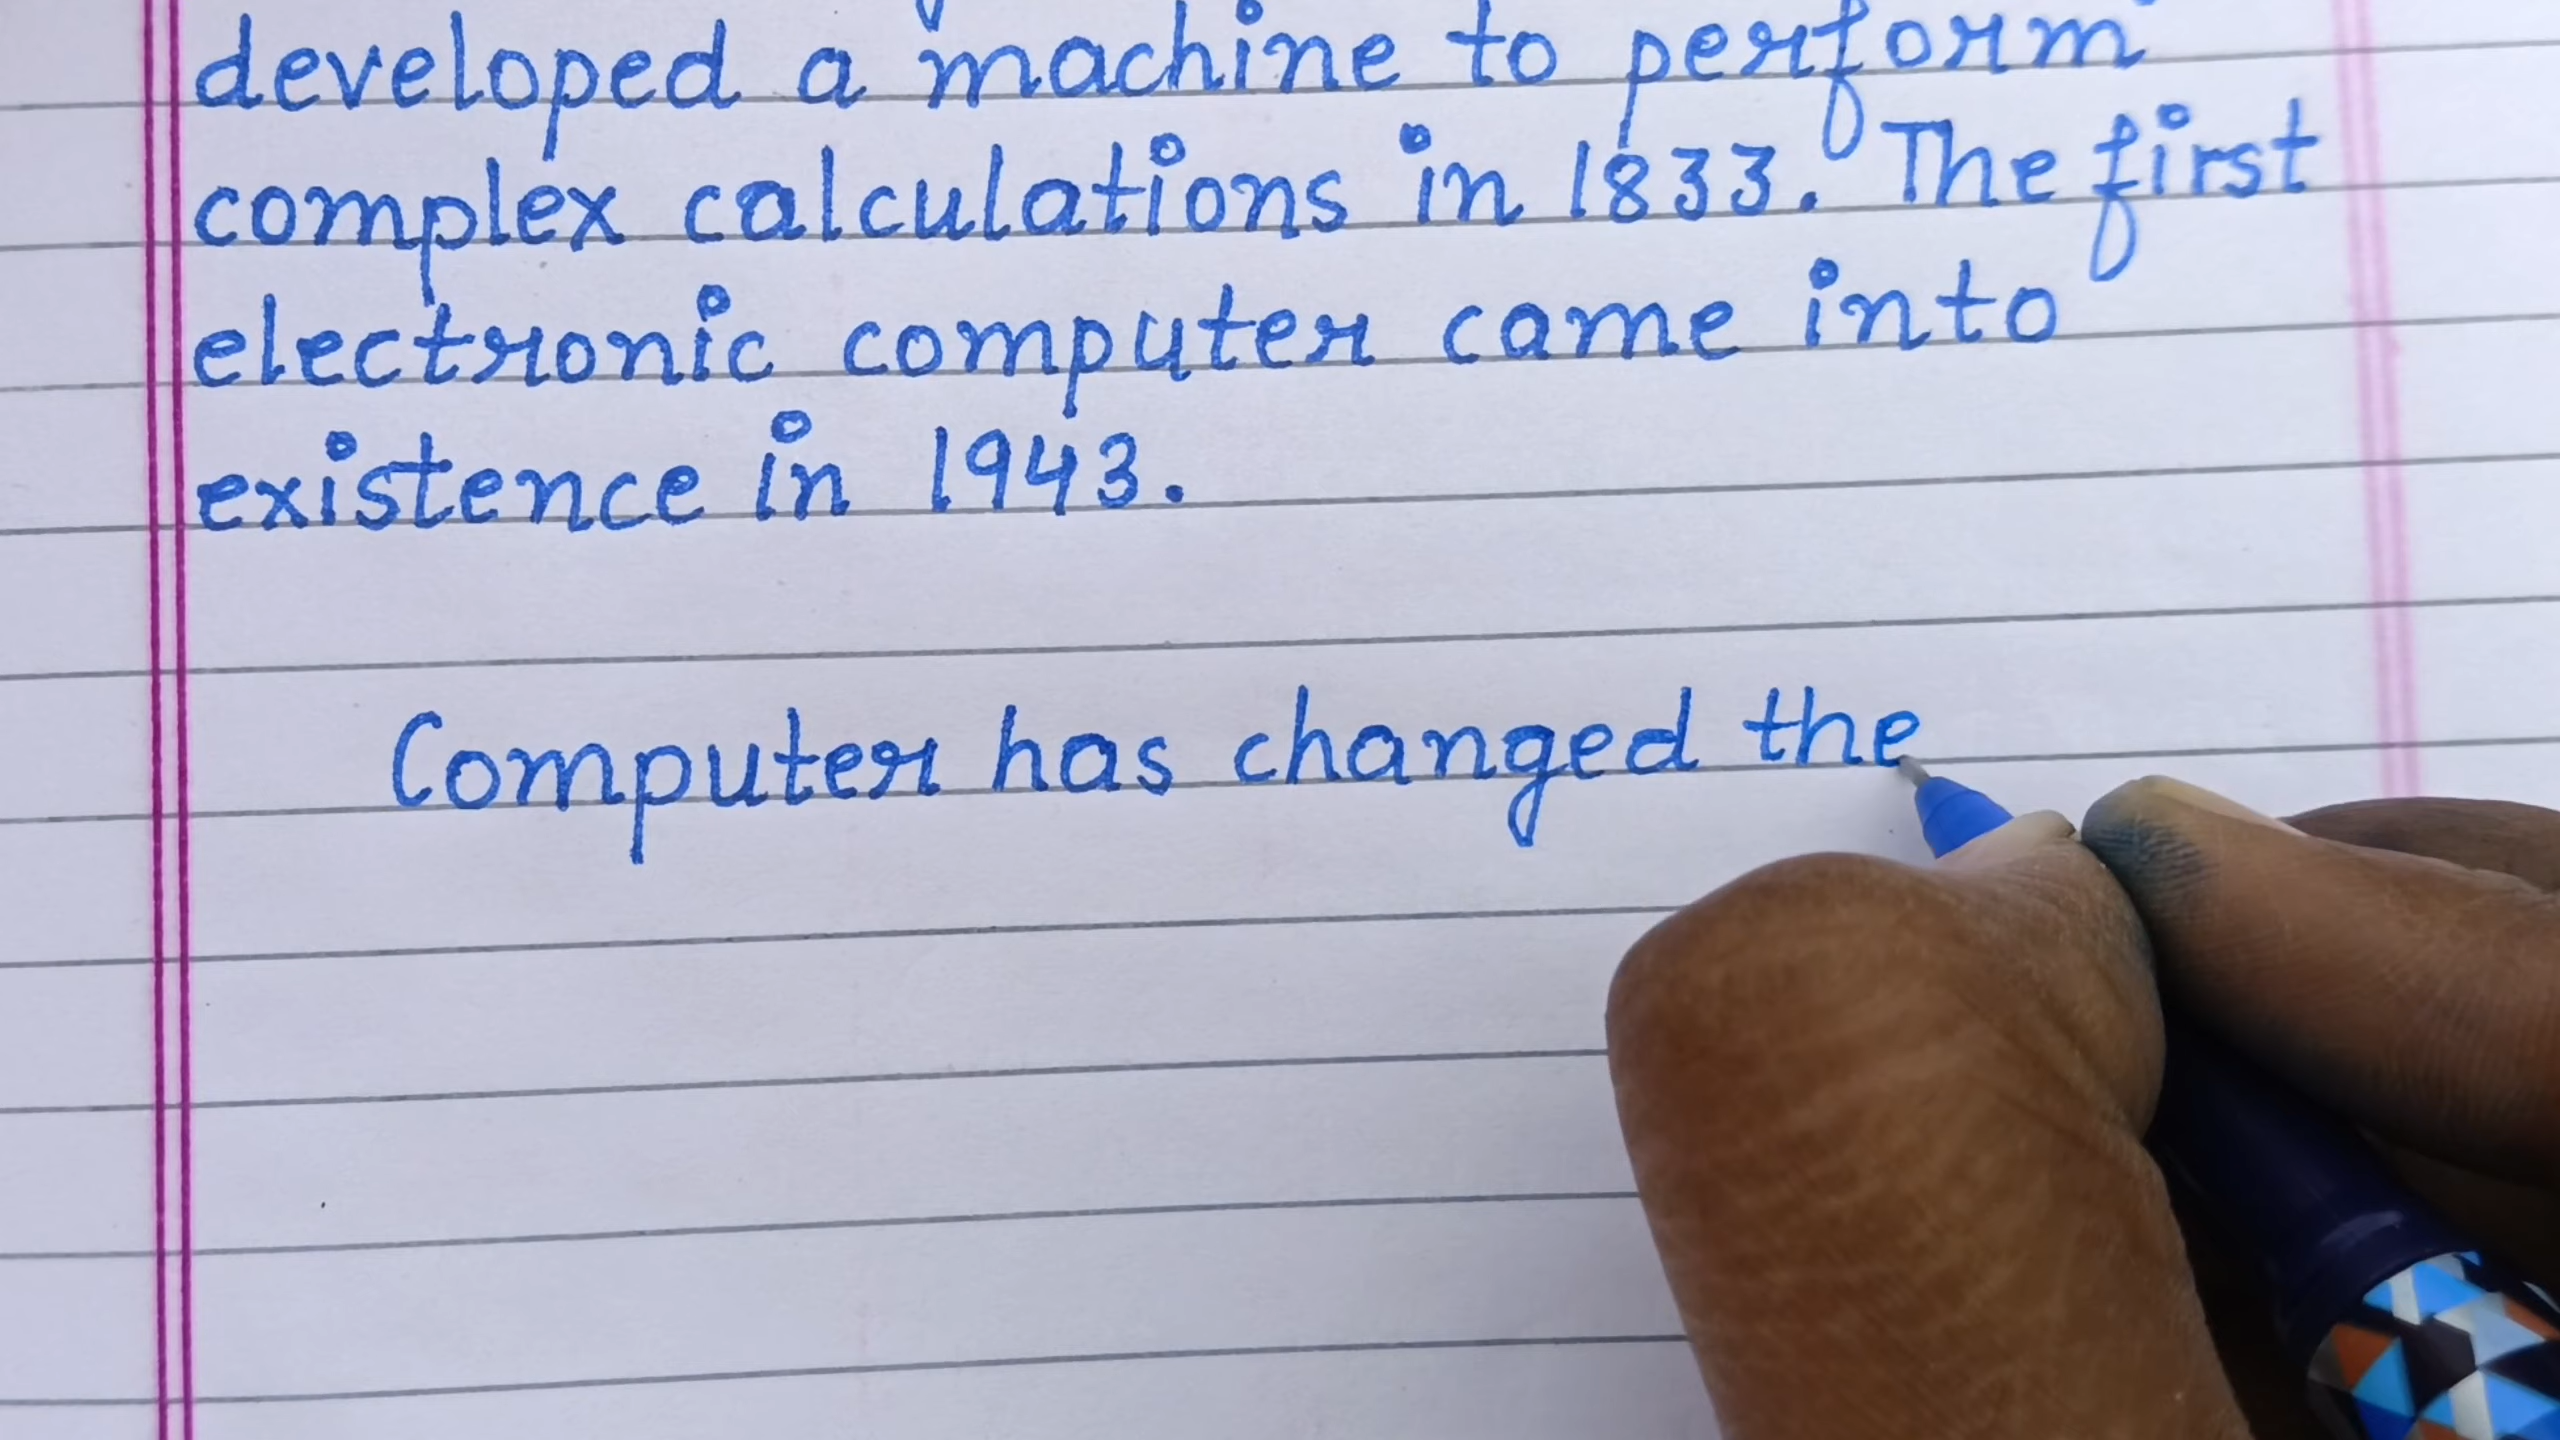 developed a machine to perform
complex calculations in 1833. The first
electronic computer came into
existence in 1943.
Computer has changed the